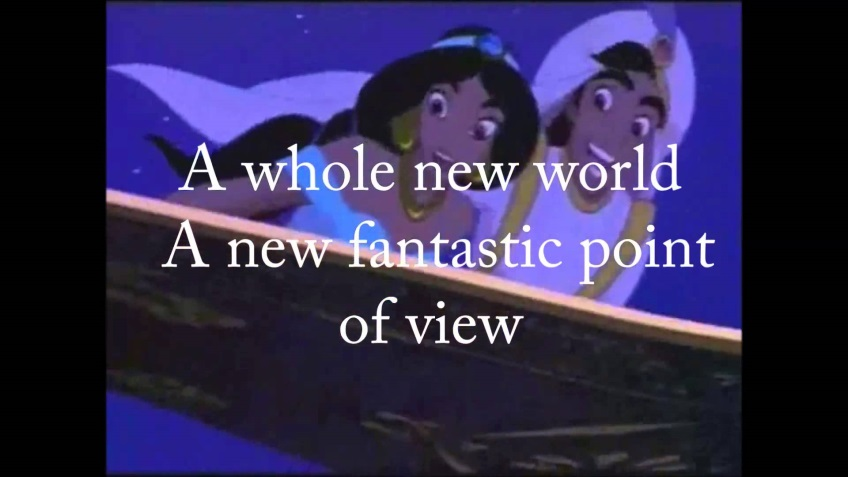 A whole new world
A new fantastic point
of view